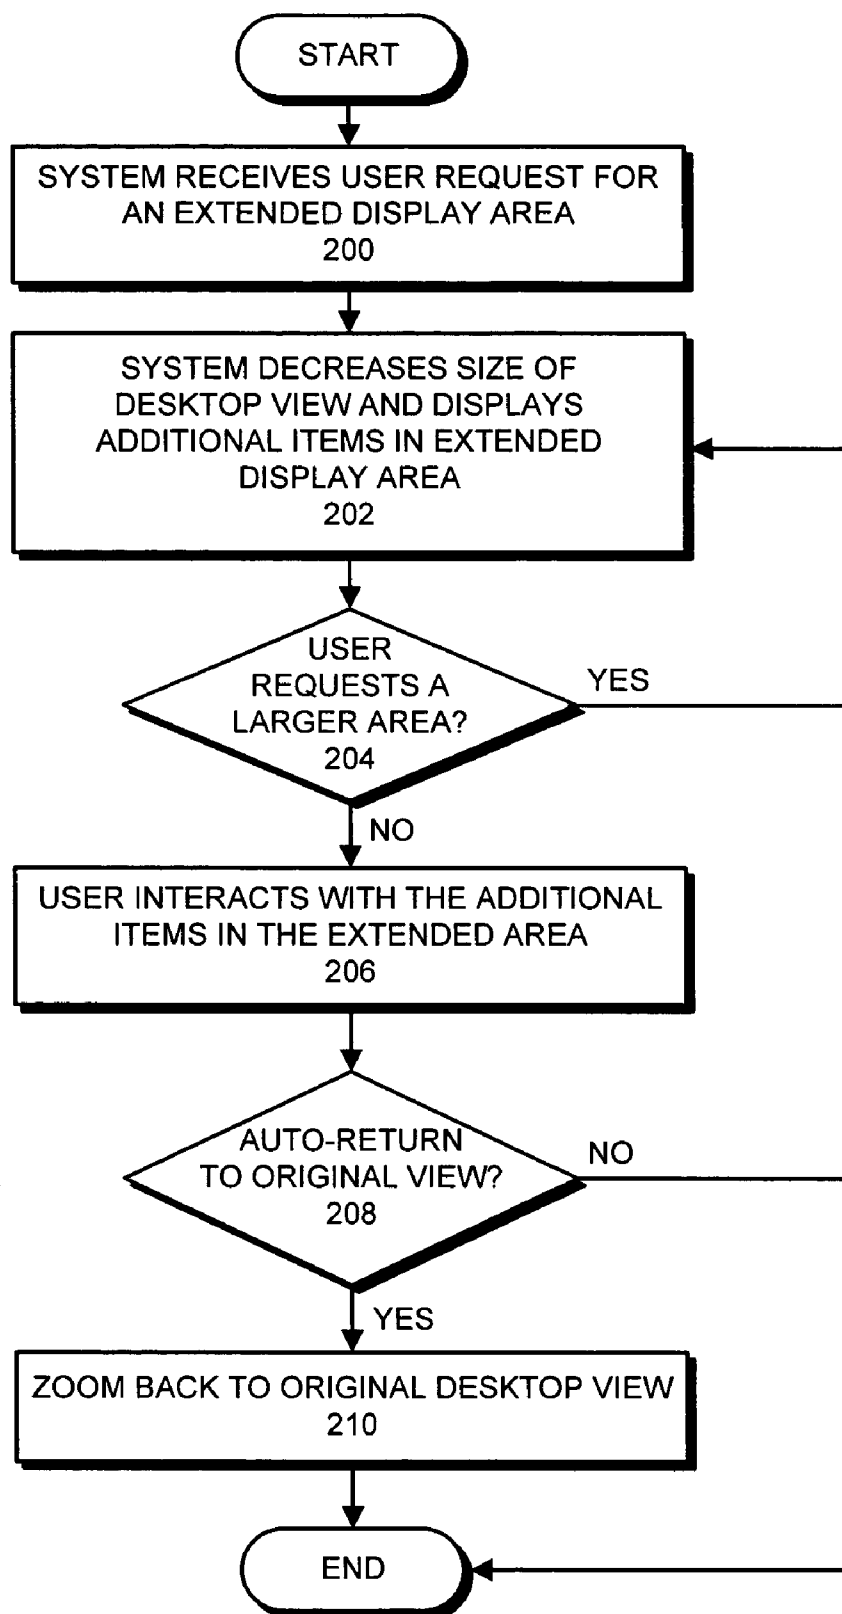 START
SYSTEM RECEIVES USER REQUEST FOR
AN EXTENDED DISPLAY AREA
200
SYSTEM DECREASES SIZE OF
DESKTOP VIEW AND DISPLAYS
ADDITIONAL ITEMS IN EXTENDED
DISPLAY AREA
202
USER
REQUESTS A
LARGER AREA?
204
YES
NO
USER INTERACTS WITH THE ADDITIONAL
ITEMS IN THE EXTENDED AREA
206
AUTO-RETURN
TO ORIGINAL VIEW?
208
NO
YES
ZOOM BACK TO ORIGINAL DESKTOP VIEW
210
END